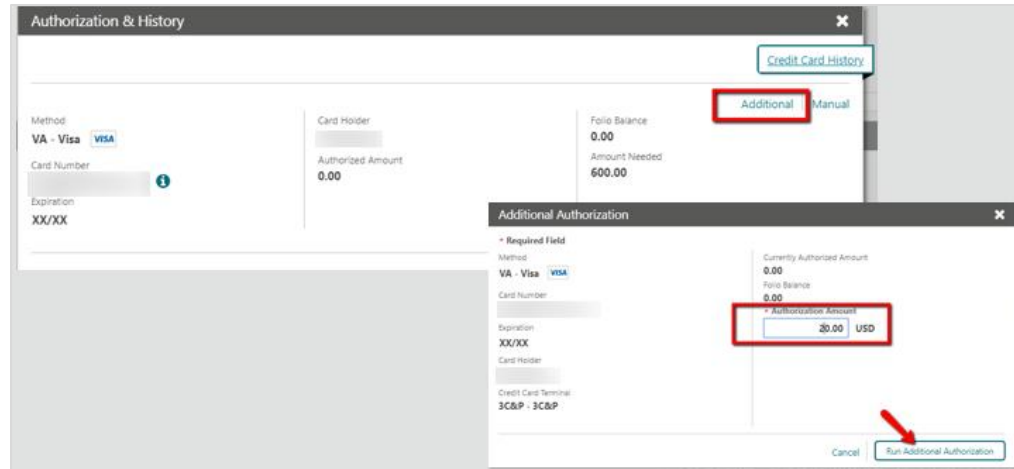 Authorization & History
Credit Card History
Additional Manual
Method
VA - Visa VISA
Card Number
Expiration
XX/XX
Card Holder
Authorized Amount
0.00
Folio Balance
0.00
Amount Needed
600.00
Additional Authorization
* Required Field
Method
VA - Visa VISA
Card Number
Expiration
XX/XX
Card Holder
Credit Card Terminal
3C&P - 3C&P
Currently Authorized Amount
0.00
Folio Balance
0.00
* Authorization Amount
20.00 USD
Cancel Run Additional Authorization